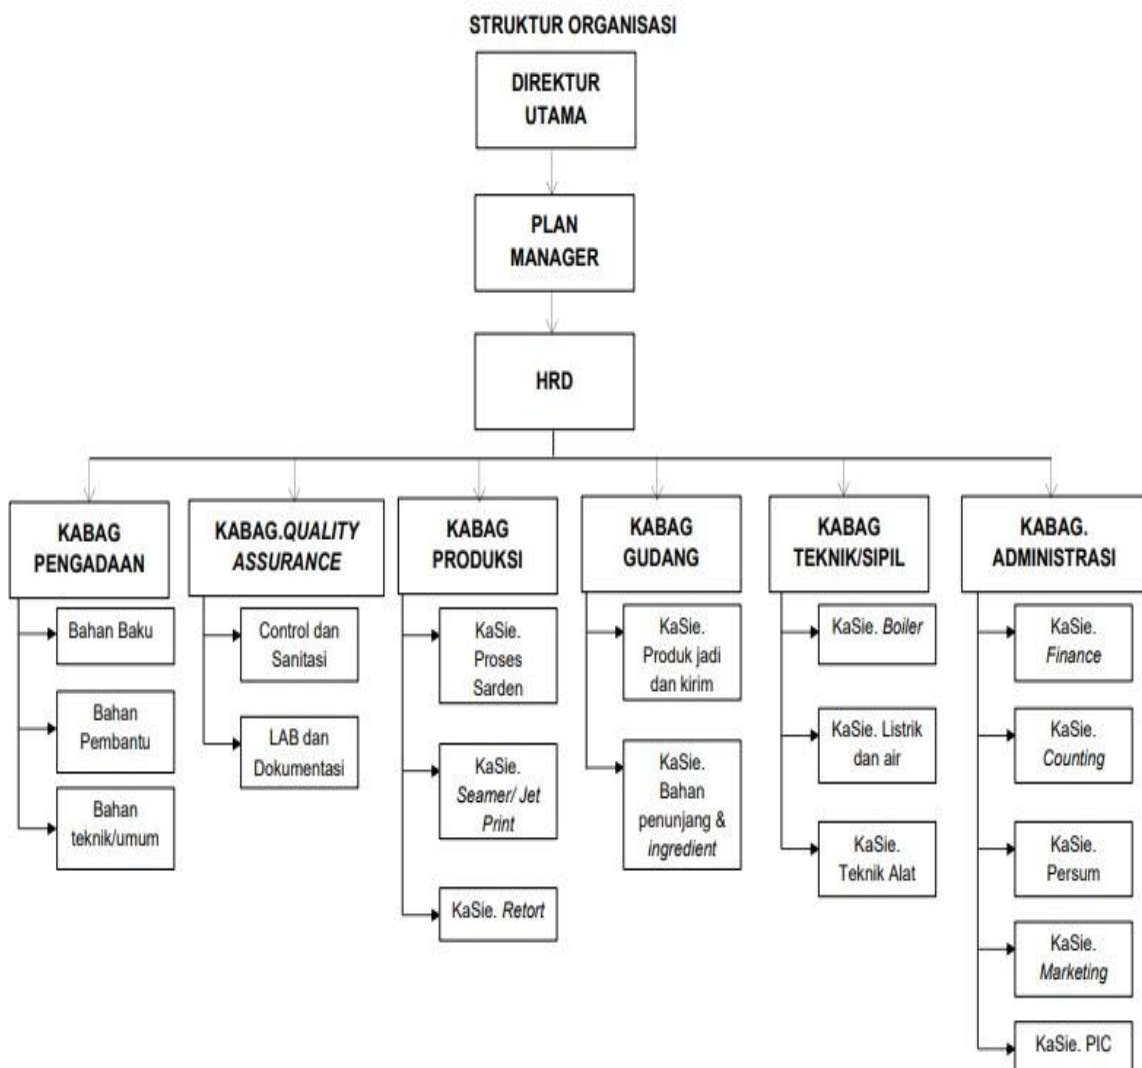 STRUKTUR ORGANISASI
DIREKTUR
UTAMA
PLAN
MANAGER
HRD
KABAG
PENGADAAN
KABAG.QUALITY
ASSURANCE
KABAG
PRODUKSI
KABAG
GUDANG
KABAG
TEKNIK/SIPIL
KABAG.
ADMINISTRASI
Bahan Baku
Bahan
Pembantu
Bahan
teknik/umum
Control dan
Sanitasi
LAB dan
Dokumentasi
KaSie.
Proses
Sarden
KaSie.
Seamer/ Jet
Print
KaSie. Retort
KaSie.
Produk jadi
dan kirim
KaSie.
Bahan
penunjang &
ingredient
KaSie. Boiler
KaSie. Listrik
dan air
KaSie.
Teknik Alat
KaSie.
Finance
KaSie.
Counting
KaSie.
Persum
KaSie.
Marketing
KaSie. PIC